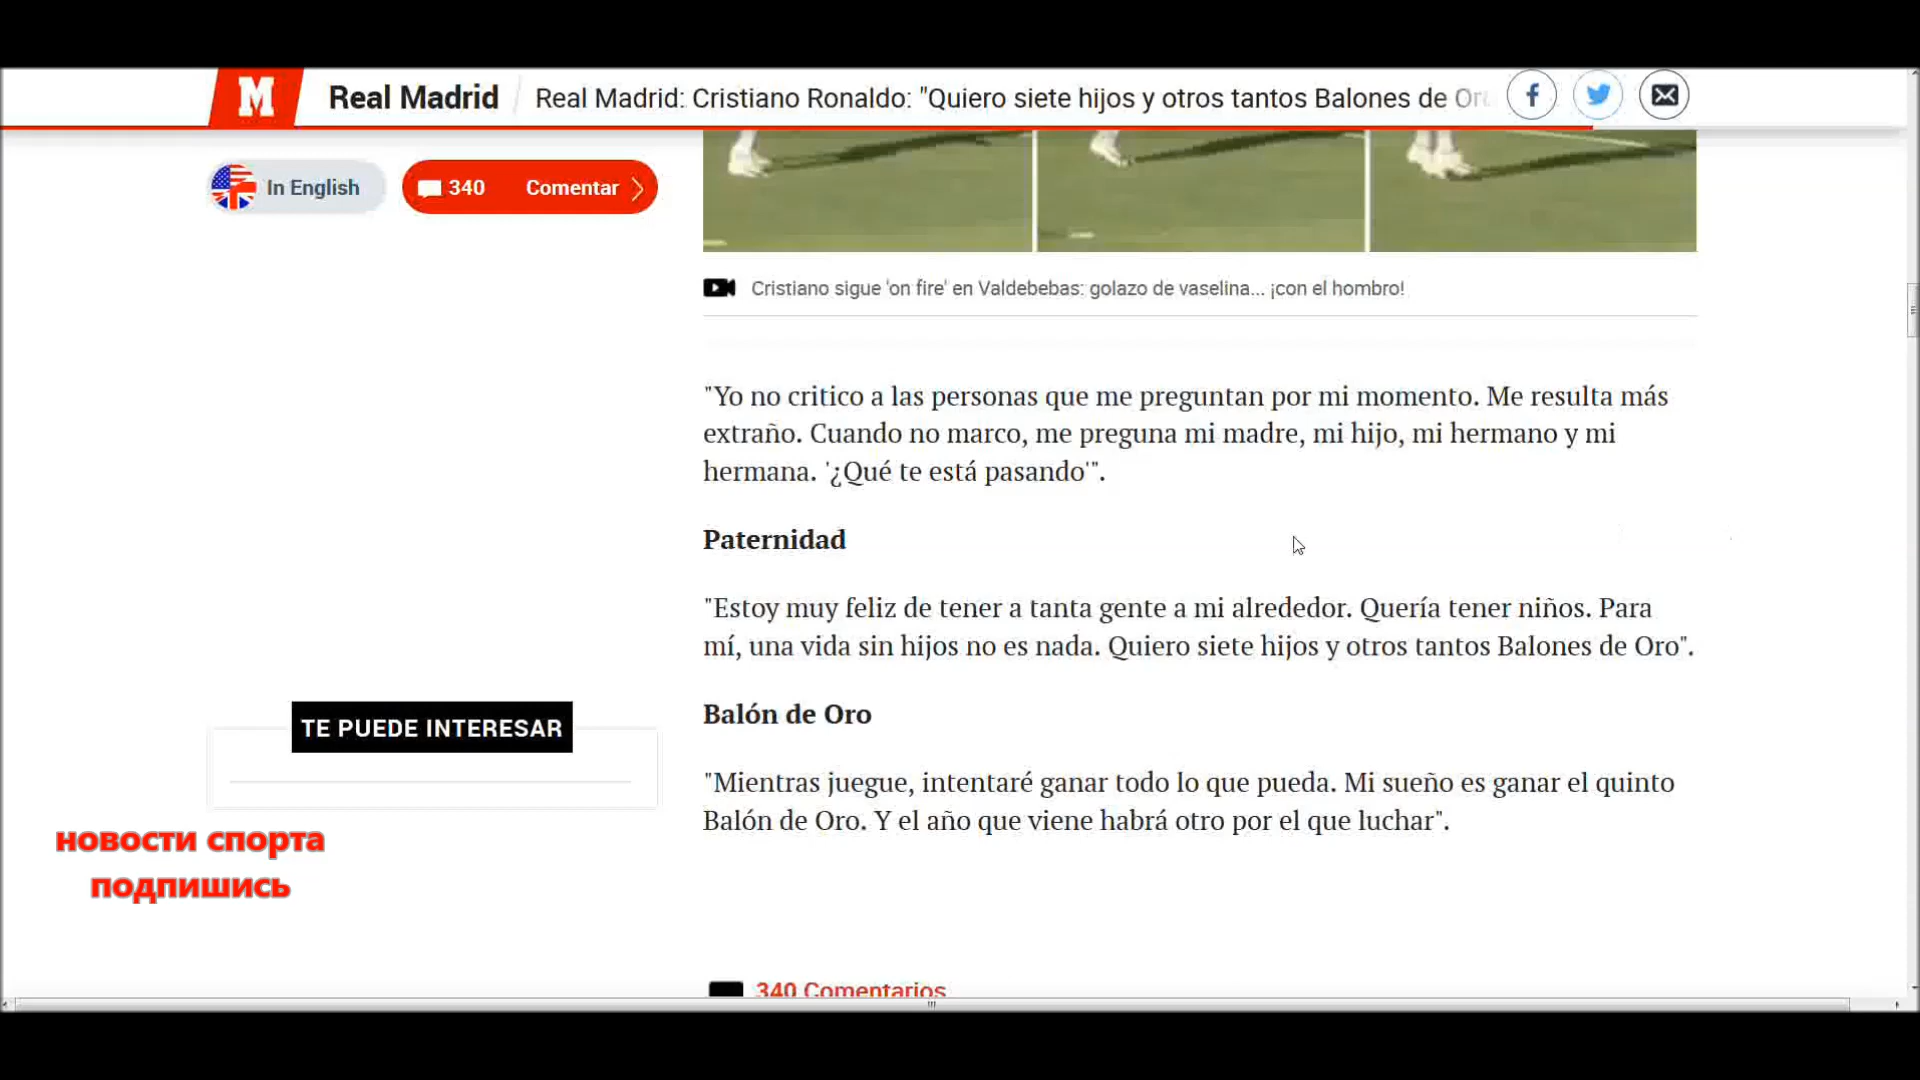 M
Real Madrid
Real Madrid: Cristiano Ronaldo: "Quiero siete hijos y otros tantos Balones de Or
In English
340 Comentar
Cristiano sigue 'on fire' en Valdebebas: golazo de vaselina... ¡con el hombro!
"Yo no critico a las personas que me preguntan por mi momento. Me resulta más
extraño. Cuando no marco, me preguna mi madre, mi hijo, mi hermano y mi
hermana. '¿Qué te está pasando'".
Paternidad
"Estoy muy feliz de tener a tanta gente a mi alrededor. Quería tener niños. Para
mí, una vida sin hijos no es nada. Quiero siete hijos y otros tantos Balones de Oro".
Balón de Oro
TE PUEDE INTERESAR
"Mientras juegue, intentaré ganar todo lo que pueda. Mi sueño es ganar el quinto
Balón de Oro. Y el año que viene habrá otro por el que luchar".
новости спорта
подпишись
340 Comentarios